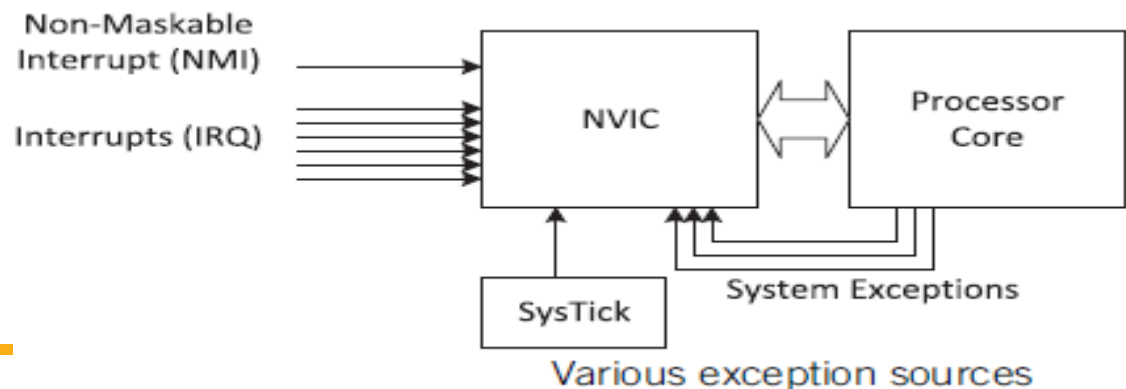 Non-Maskable
Interrupt (NMI)
Interrupts (IRQ)
NVIC
Processor
Core
System Exceptions
SysTick
Various exception sources